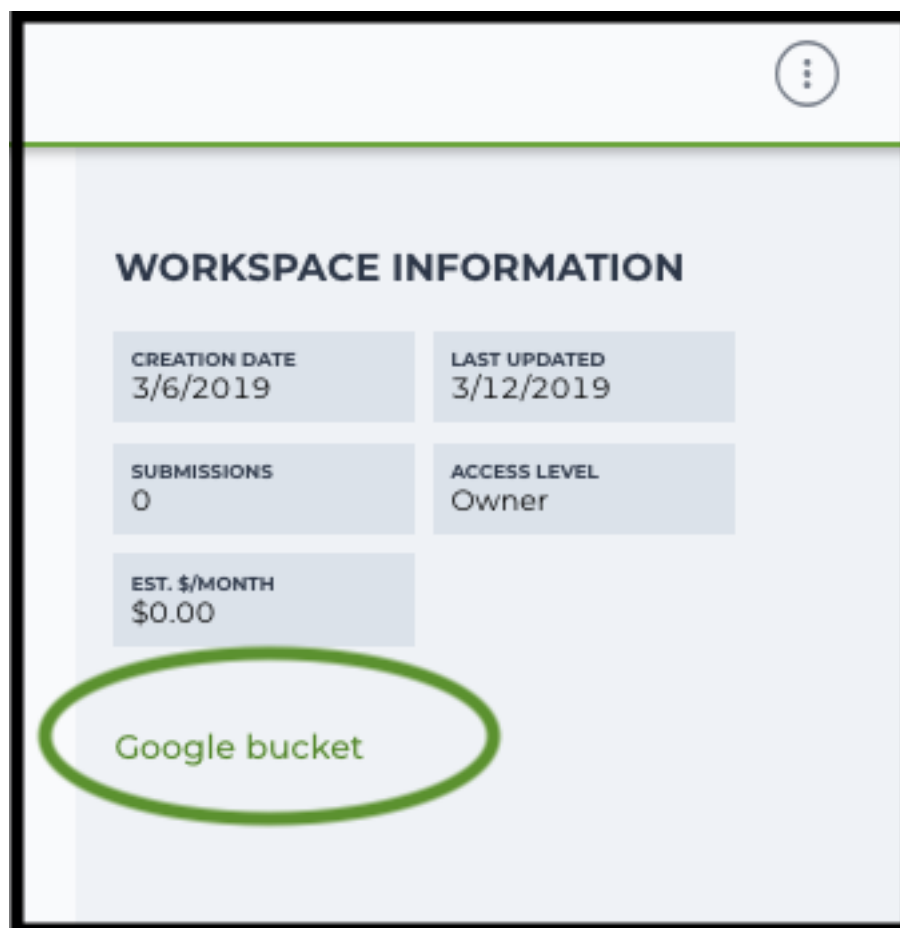 WORKSPACE INFORMATION
CREATION DATE
3/6/2019
LAST UPDATED
3/12/2019
SUBMISSIONS
0
ACCESS LEVEL
Owner
EST. $/MONTH
$0.00
Google bucket